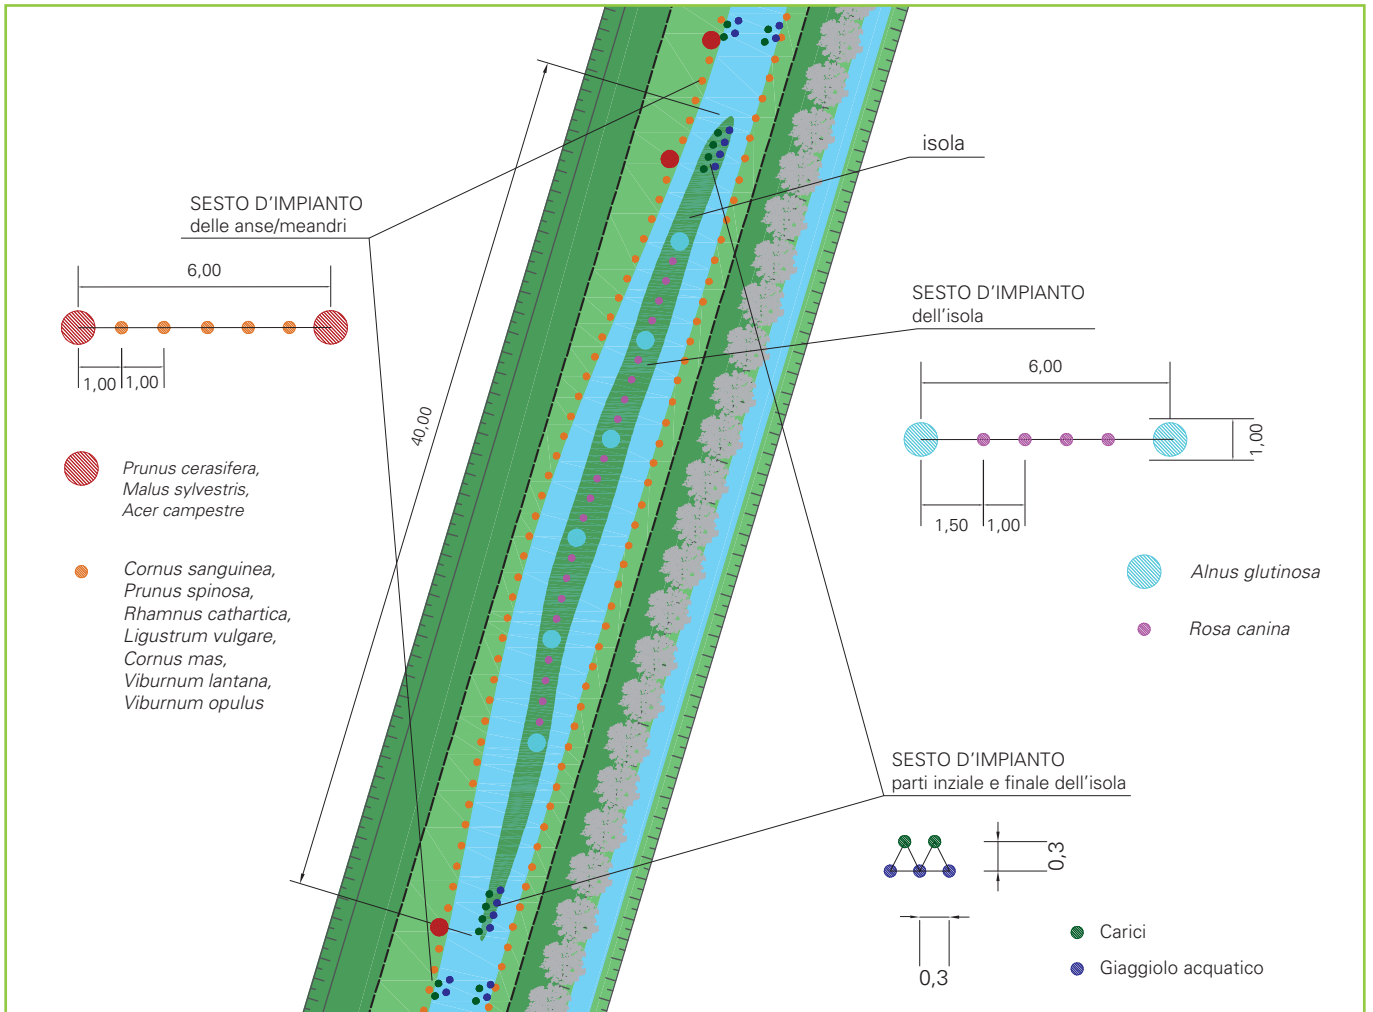 isola
SESTO D'IMPIANTO
delle anse/meandri
6,00
1,00
1,00
40,00
Prunus cerasifera,
Malus sylvestris,
Acer campestre
Cornus sanguinea,
Prunus spinosa,
Rhamnus cathartica,
Ligustrum vulgare,
Cornus mas,
Viburnum lantana,
Viburnum opulus
SESTO D'IMPIANTO
dell'isola
6,00
1,00
1,50
1,00
Alnus glutinosa
Rosa canina
SESTO D'IMPIANTO
parti inziale e finale dell'isola
0,3
0,3
Carici
Giaggiolo acquatico